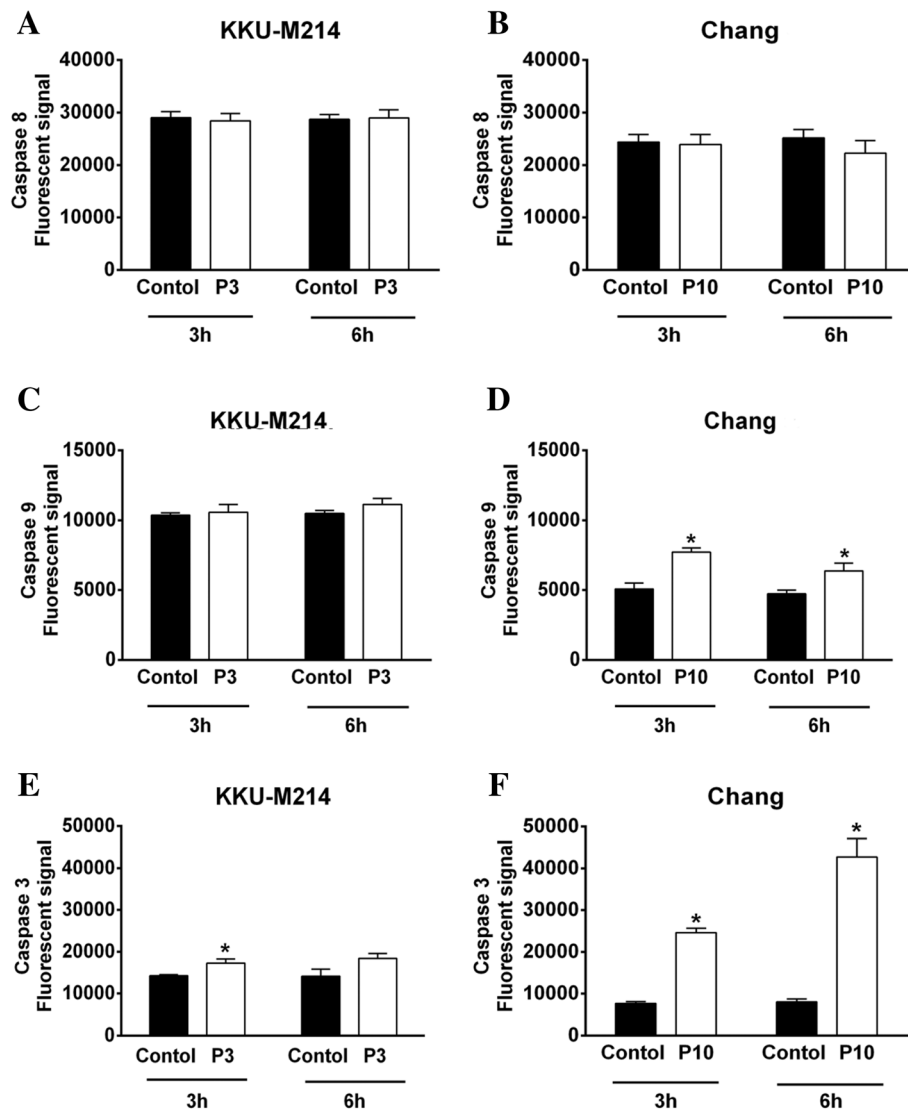 A
KKU-M214
Caspase 8
Fluorescent signal
40000
30000
20000
10000
0
Contol P3 Contol P3
3h 6h
B
Chang
Caspase 8
Fluorescent signal
40000
30000
20000
10000
0
Contol P10 Contol P10
3h 6h
C
KKU-M214
Caspase 9
Fluorescent signal
15000
10000
5000
0
Contol P3 Contol P3
3h 6h
D
Chang
Caspase 9
Fluorescent signal
15000
10000
5000
0
* *
Contol P10 Contol P10
3h 6h
E
KKU-M214
Caspase 3
Fluorescent signal
50000
40000
30000
20000
10000
0
*
Contol P3 Contol P3
3h 6h
F
Chang
Caspase 3
Fluorescent signal
50000
40000
30000
20000
10000
0
* *
Contol P10 Contol P10
3h 6h